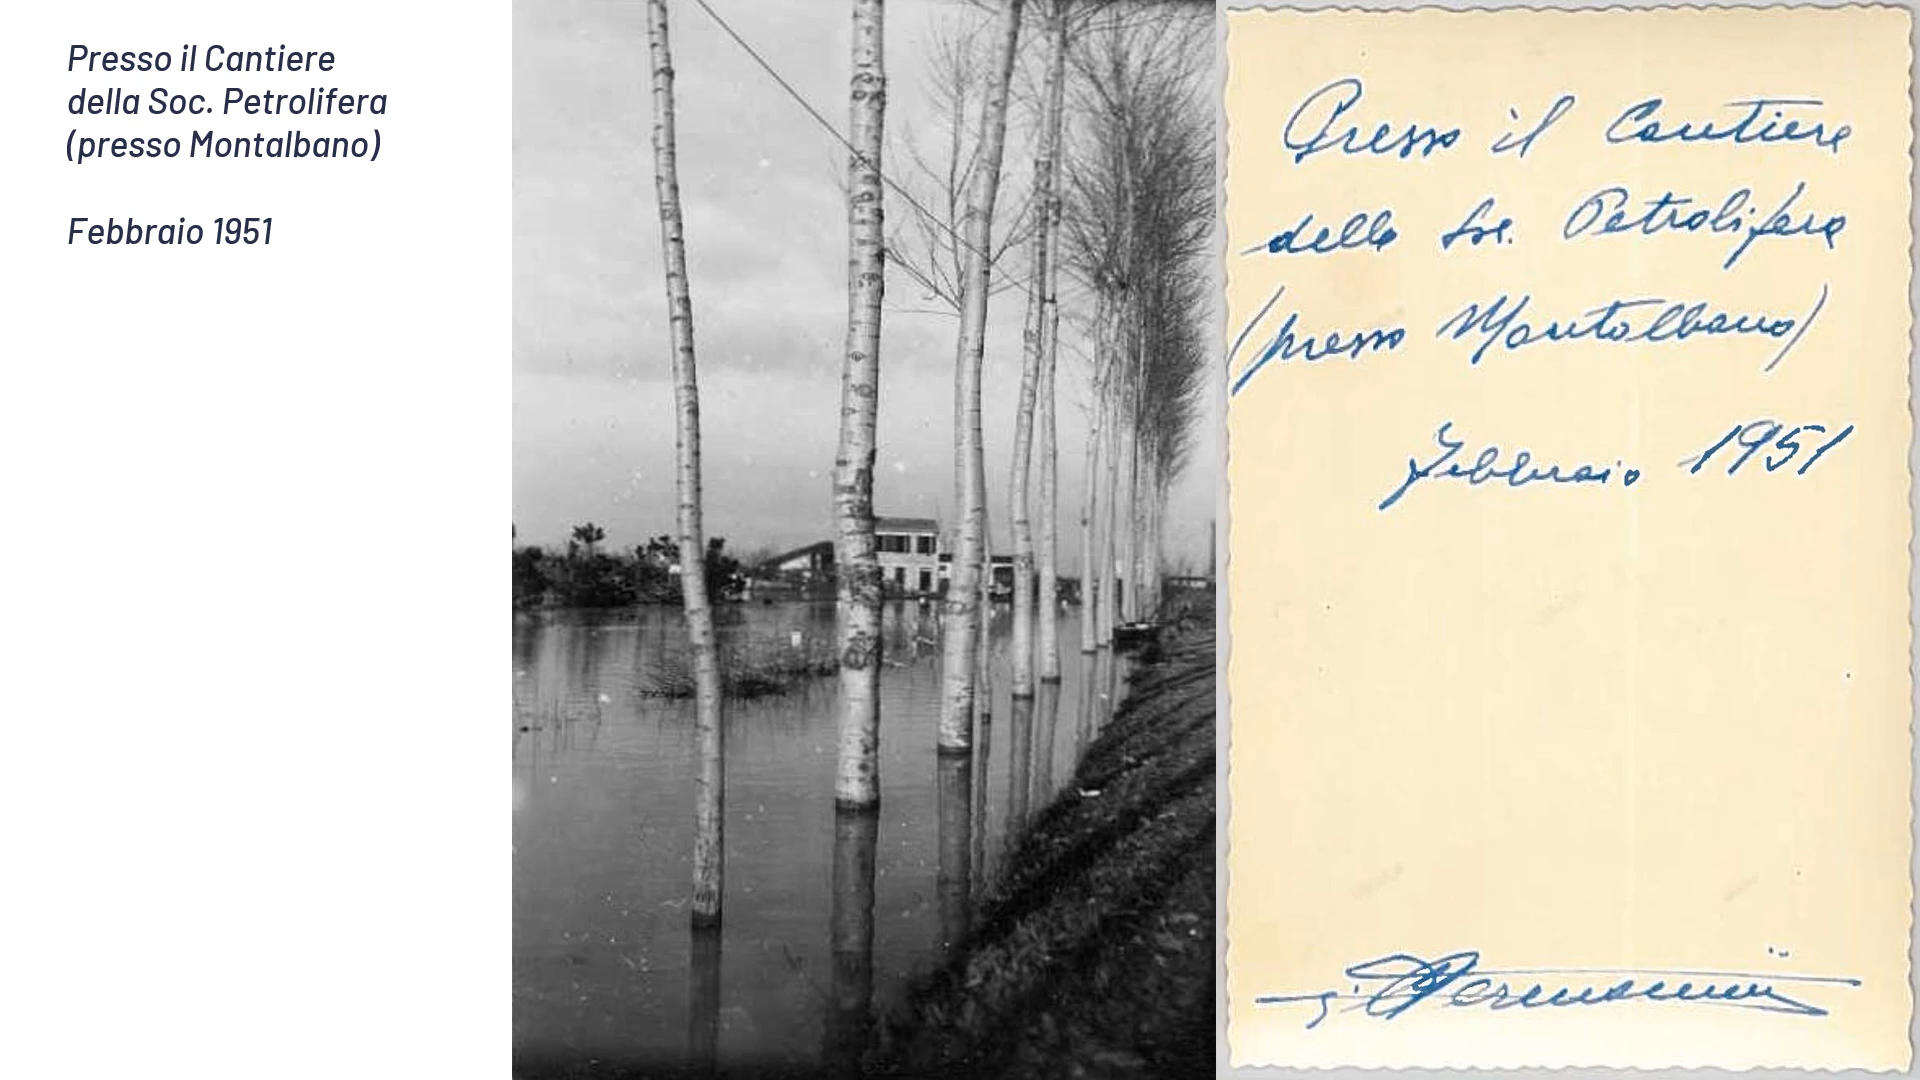 Presso il Cantiere
della Soc. Petrolifera
(presso Montalbano)
Febbraio 1951
Presso il Cantiere
della Soc. Petrolifera
(presso Montalbano)
Febbraio 1951